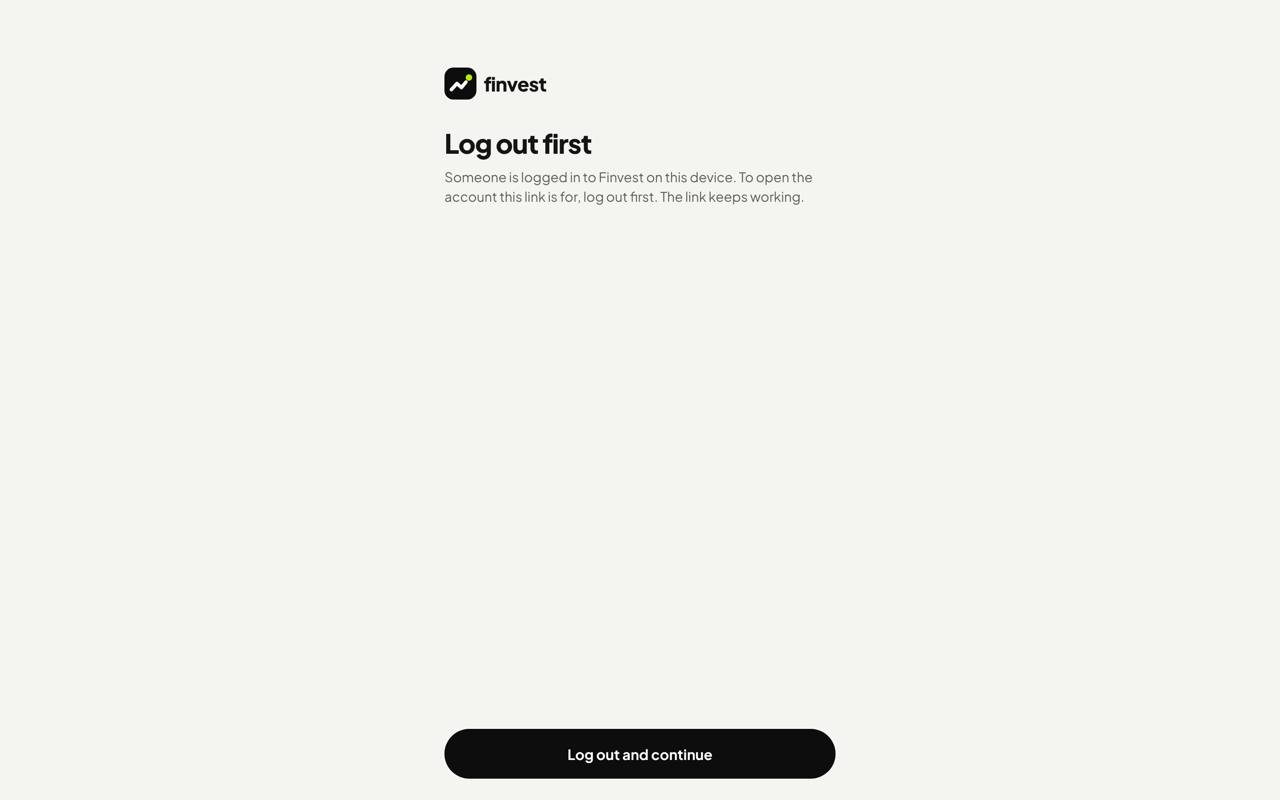 finvest
Log out first
Someone is logged in to Finvest on this device. To open the
account this link is for, log out first. The link keeps working.
Log out and continue